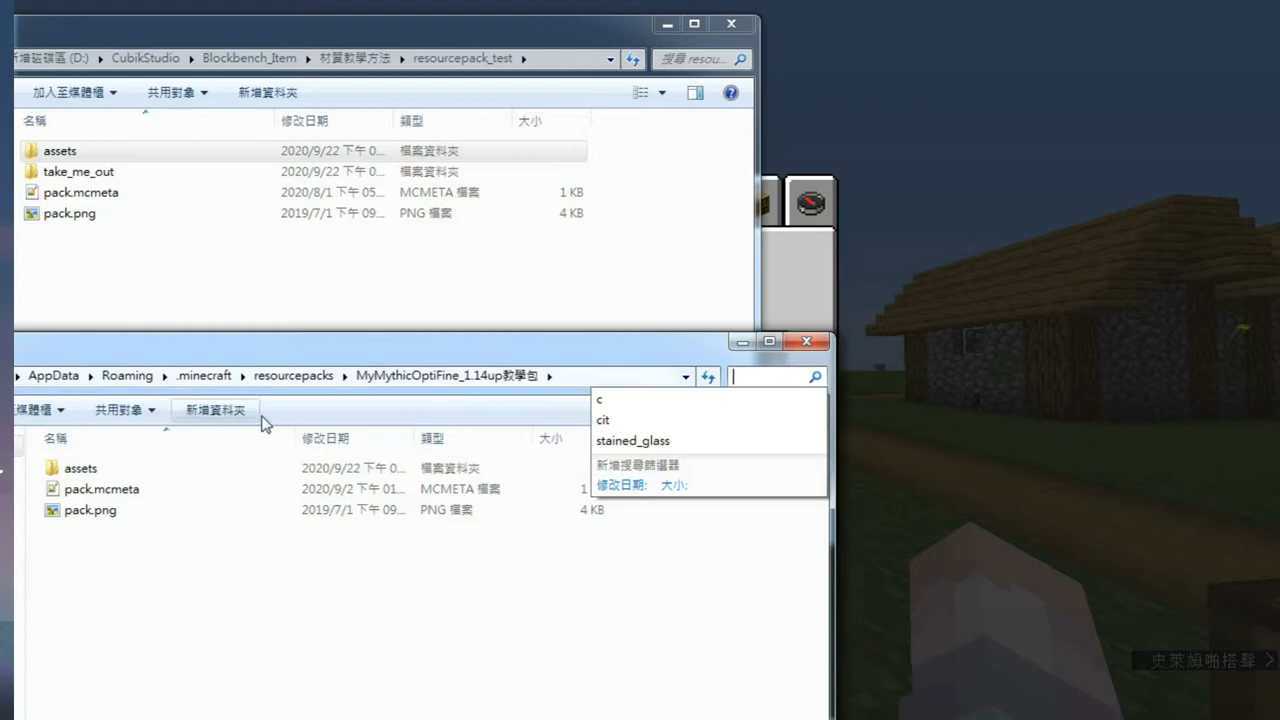 新增磁碟區 (D:) ▸ CubikStudio ▸ Blockbench_Item ▸ 材質教學方法 ▸ resourcepack_test ▸
搜尋 resou...
加入至媒體櫃 共用對象 新增資料夾
名稱 修改日期 類型 大小
assets 2020/9/22 下午 0... 檔案資料夾
take_me_out 2020/9/22 下午 0... 檔案資料夾
pack.mcmeta 2020/8/1 下午 05... MCMETA 檔案 1 KB
pack.png 2019/7/1 下午 09... PNG 檔案 4 KB
AppData ▸ Roaming ▸ .minecraft ▸ resourcepacks ▸ MyMythicOptiFine_1.14up教學包 ▸
媒體櫃 共用對象 新增資料夾
c
cit
stained_glass
新增搜尋篩選器
修改日期: 大小:
名稱 修改日期 類型 大小
assets 2020/9/22 下午 0... 檔案資料夾
pack.mcmeta 2020/9/2 下午 01... MCMETA 檔案 1
pack.png 2019/7/1 下午 09... PNG 檔案 4 KB
史萊姆啪搭聲 >